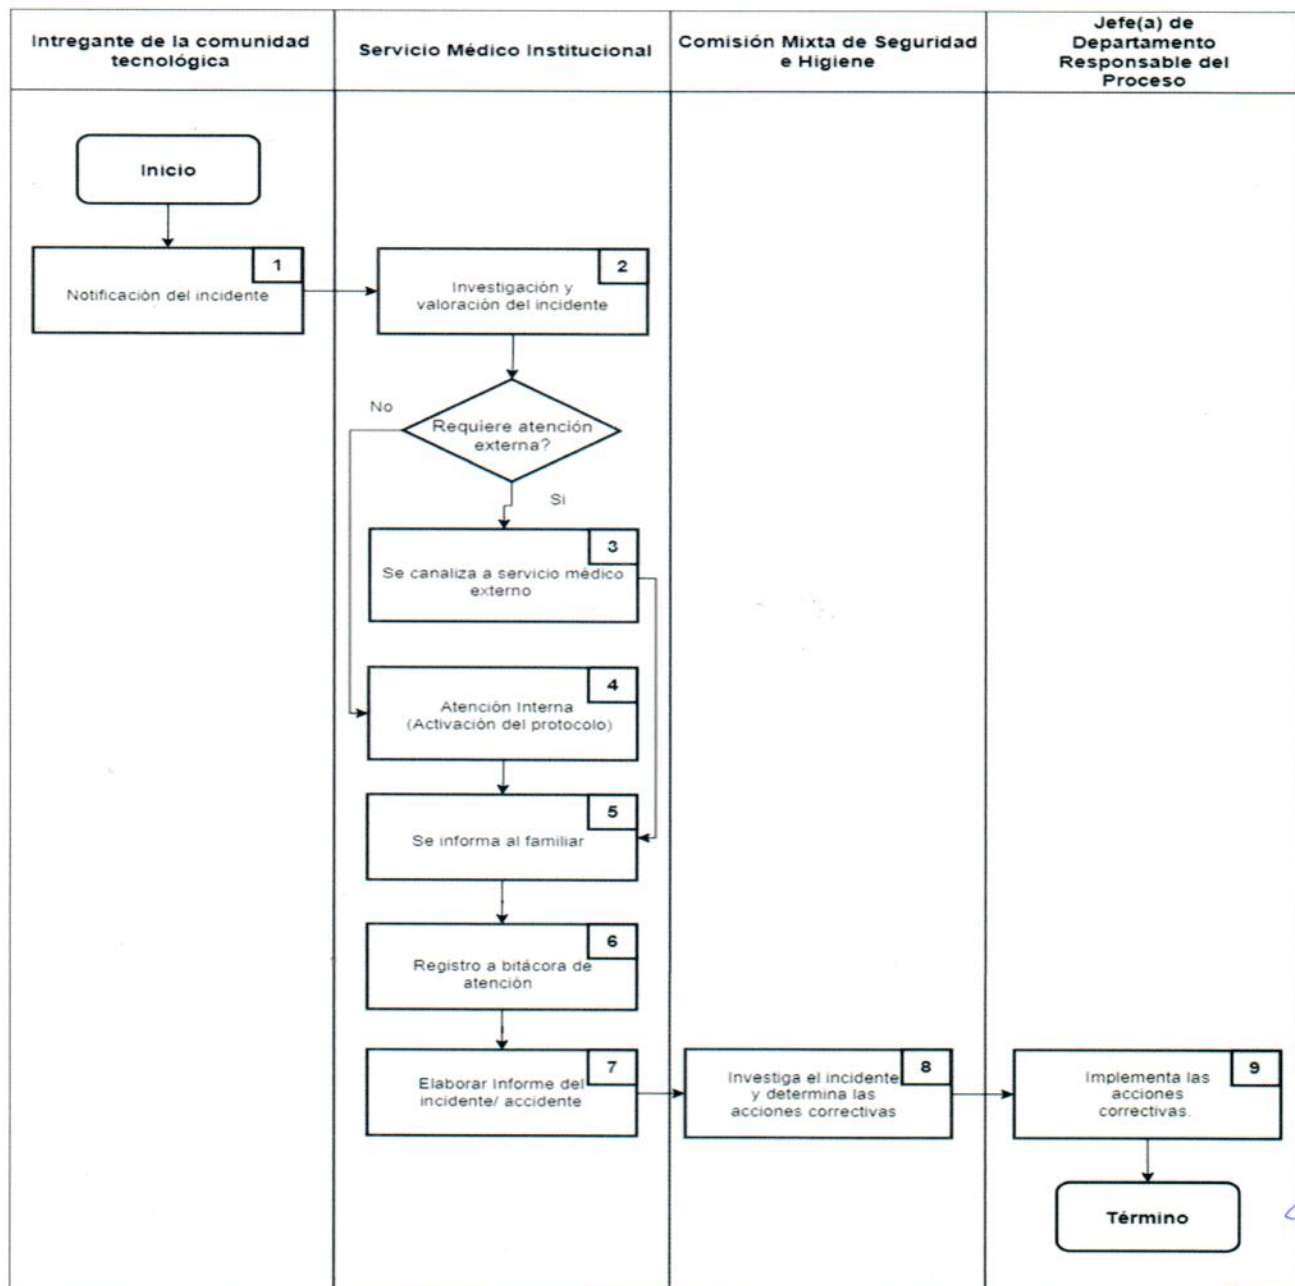 Intregante de la comunidad
tecnológica
Servicio Médico Institucional
Comisión Mixta de Seguridad
e Higiene
Jefe(a) de
Departamento
Responsable del
Proceso
Inicio
1
Notificación del incidente
2
Investigación y
valoración del incidente
No
Requiere atención
externa?
Si
3
Se canaliza a servicio médico
externo
4
Atención Interna
(Activación del protocolo)
5
Se informa al familiar
6
Registro a bitácora de
atención
7
Elaborar Informe del
incidente/ accidente
8
Investiga el incidente
y determina las
acciones correctivas
9
Implementa las
acciones
correctivas.
Término